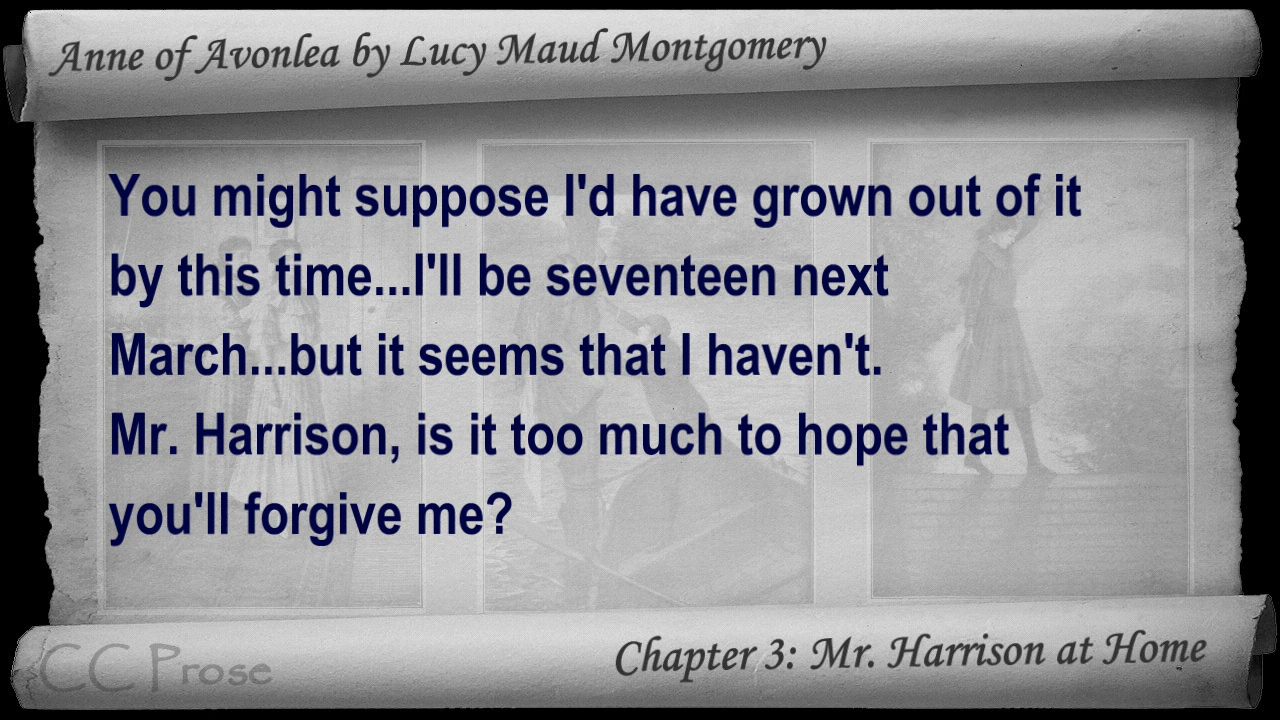 Anne of Avonlea by Lucy Maud Montgomery
You might suppose I'd have grown out of it
by this time...I'll be seventeen next
March...but it seems that I haven't.
Mr. Harrison, is it too much to hope that
you'll forgive me?
CC Prose
Chapter 3: Mr. Harrison at Home